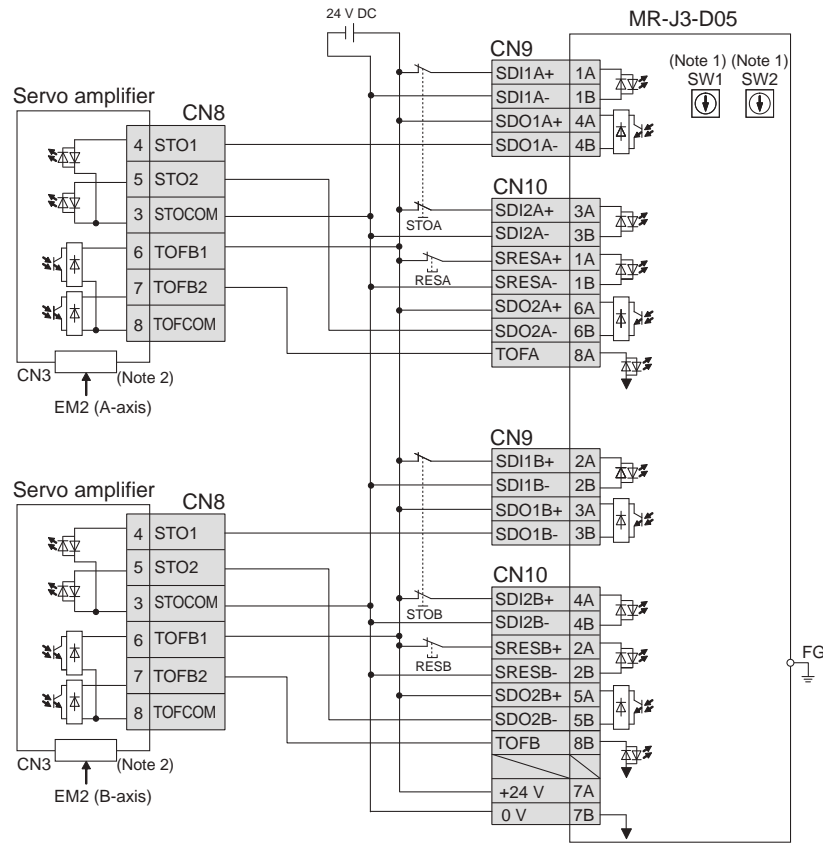 24 V DC
MR-J3-D05
(Note 1) (Note 1)
SW1 SW2
CN9
SDI1A+ 1A
SDI1A- 1B
SDO1A+ 4A
SDO1A- 4B
Servo amplifier
CN8
4 STO1
5 STO2
3 STOCOM
6 TOFB1
7 TOFB2
8 TOFCOM
CN3 (Note 2)
EM2 (A-axis)
STOA
RESA
CN10
SDI2A+ 3A
SDI2A- 3B
SRESA+ 1A
SRESA- 1B
SDO2A+ 6A
SDO2A- 6B
TOFA 8A
CN9
SDI1B+ 2A
SDI1B- 2B
SDO1B+ 3A
SDO1B- 3B
Servo amplifier
CN8
4 STO1
5 STO2
3 STOCOM
6 TOFB1
7 TOFB2
8 TOFCOM
CN3 (Note 2)
EM2 (B-axis)
STOB
RESB
CN10
SDI2B+ 4A
SDI2B- 4B
SRESB+ 2A
SRESB- 2B
SDO2B+ 5A
SDO2B- 5B
TOFB 8B
+24 V 7A
0 V 7B
FG